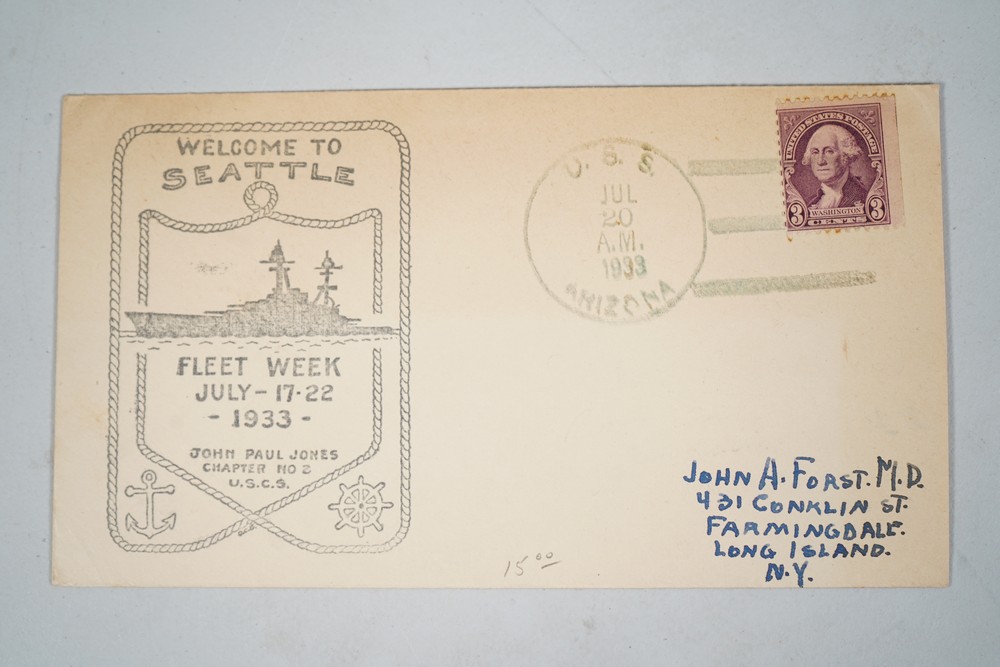 WELCOME TO
SEATTLE
FLEET WEEK
JULY - 17-22
- 1933 -
JOHN PAUL JONES
CHAPTER NO 2
U.S.C.S.
U. S. S.
JUL
20
A.M.
1933
ARIZONA
UNITED STATES POSTAGE
3 WASHINGTON 3
CENTS
JOHN A. FORST. M.D.
431 CONKLIN ST.
FARMINGDALE.
LONG ISLAND.
N.Y.
15.00